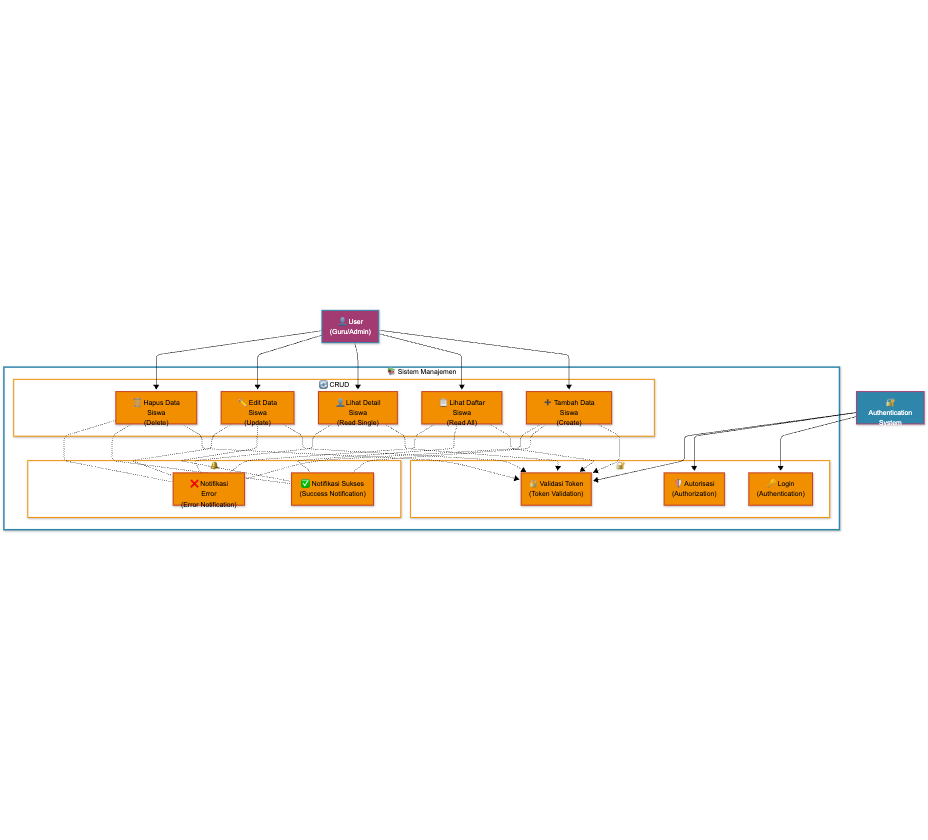 User
(Guru/Admin)
Sistem Manajemen
CRUD
Hapus Data
Siswa
(Delete)
Edit Data
Siswa
(Update)
Lihat Detail
Siswa
(Read Single)
Lihat Daftar
Siswa
(Read All)
Tambah Data
Siswa
(Create)
Authentication
System
Notifikasi
Error
(Error Notification)
Notifikasi Sukses
(Success Notification)
Validasi Token
(Token Validation)
Autorisasi
(Authorization)
Login
(Authentication)